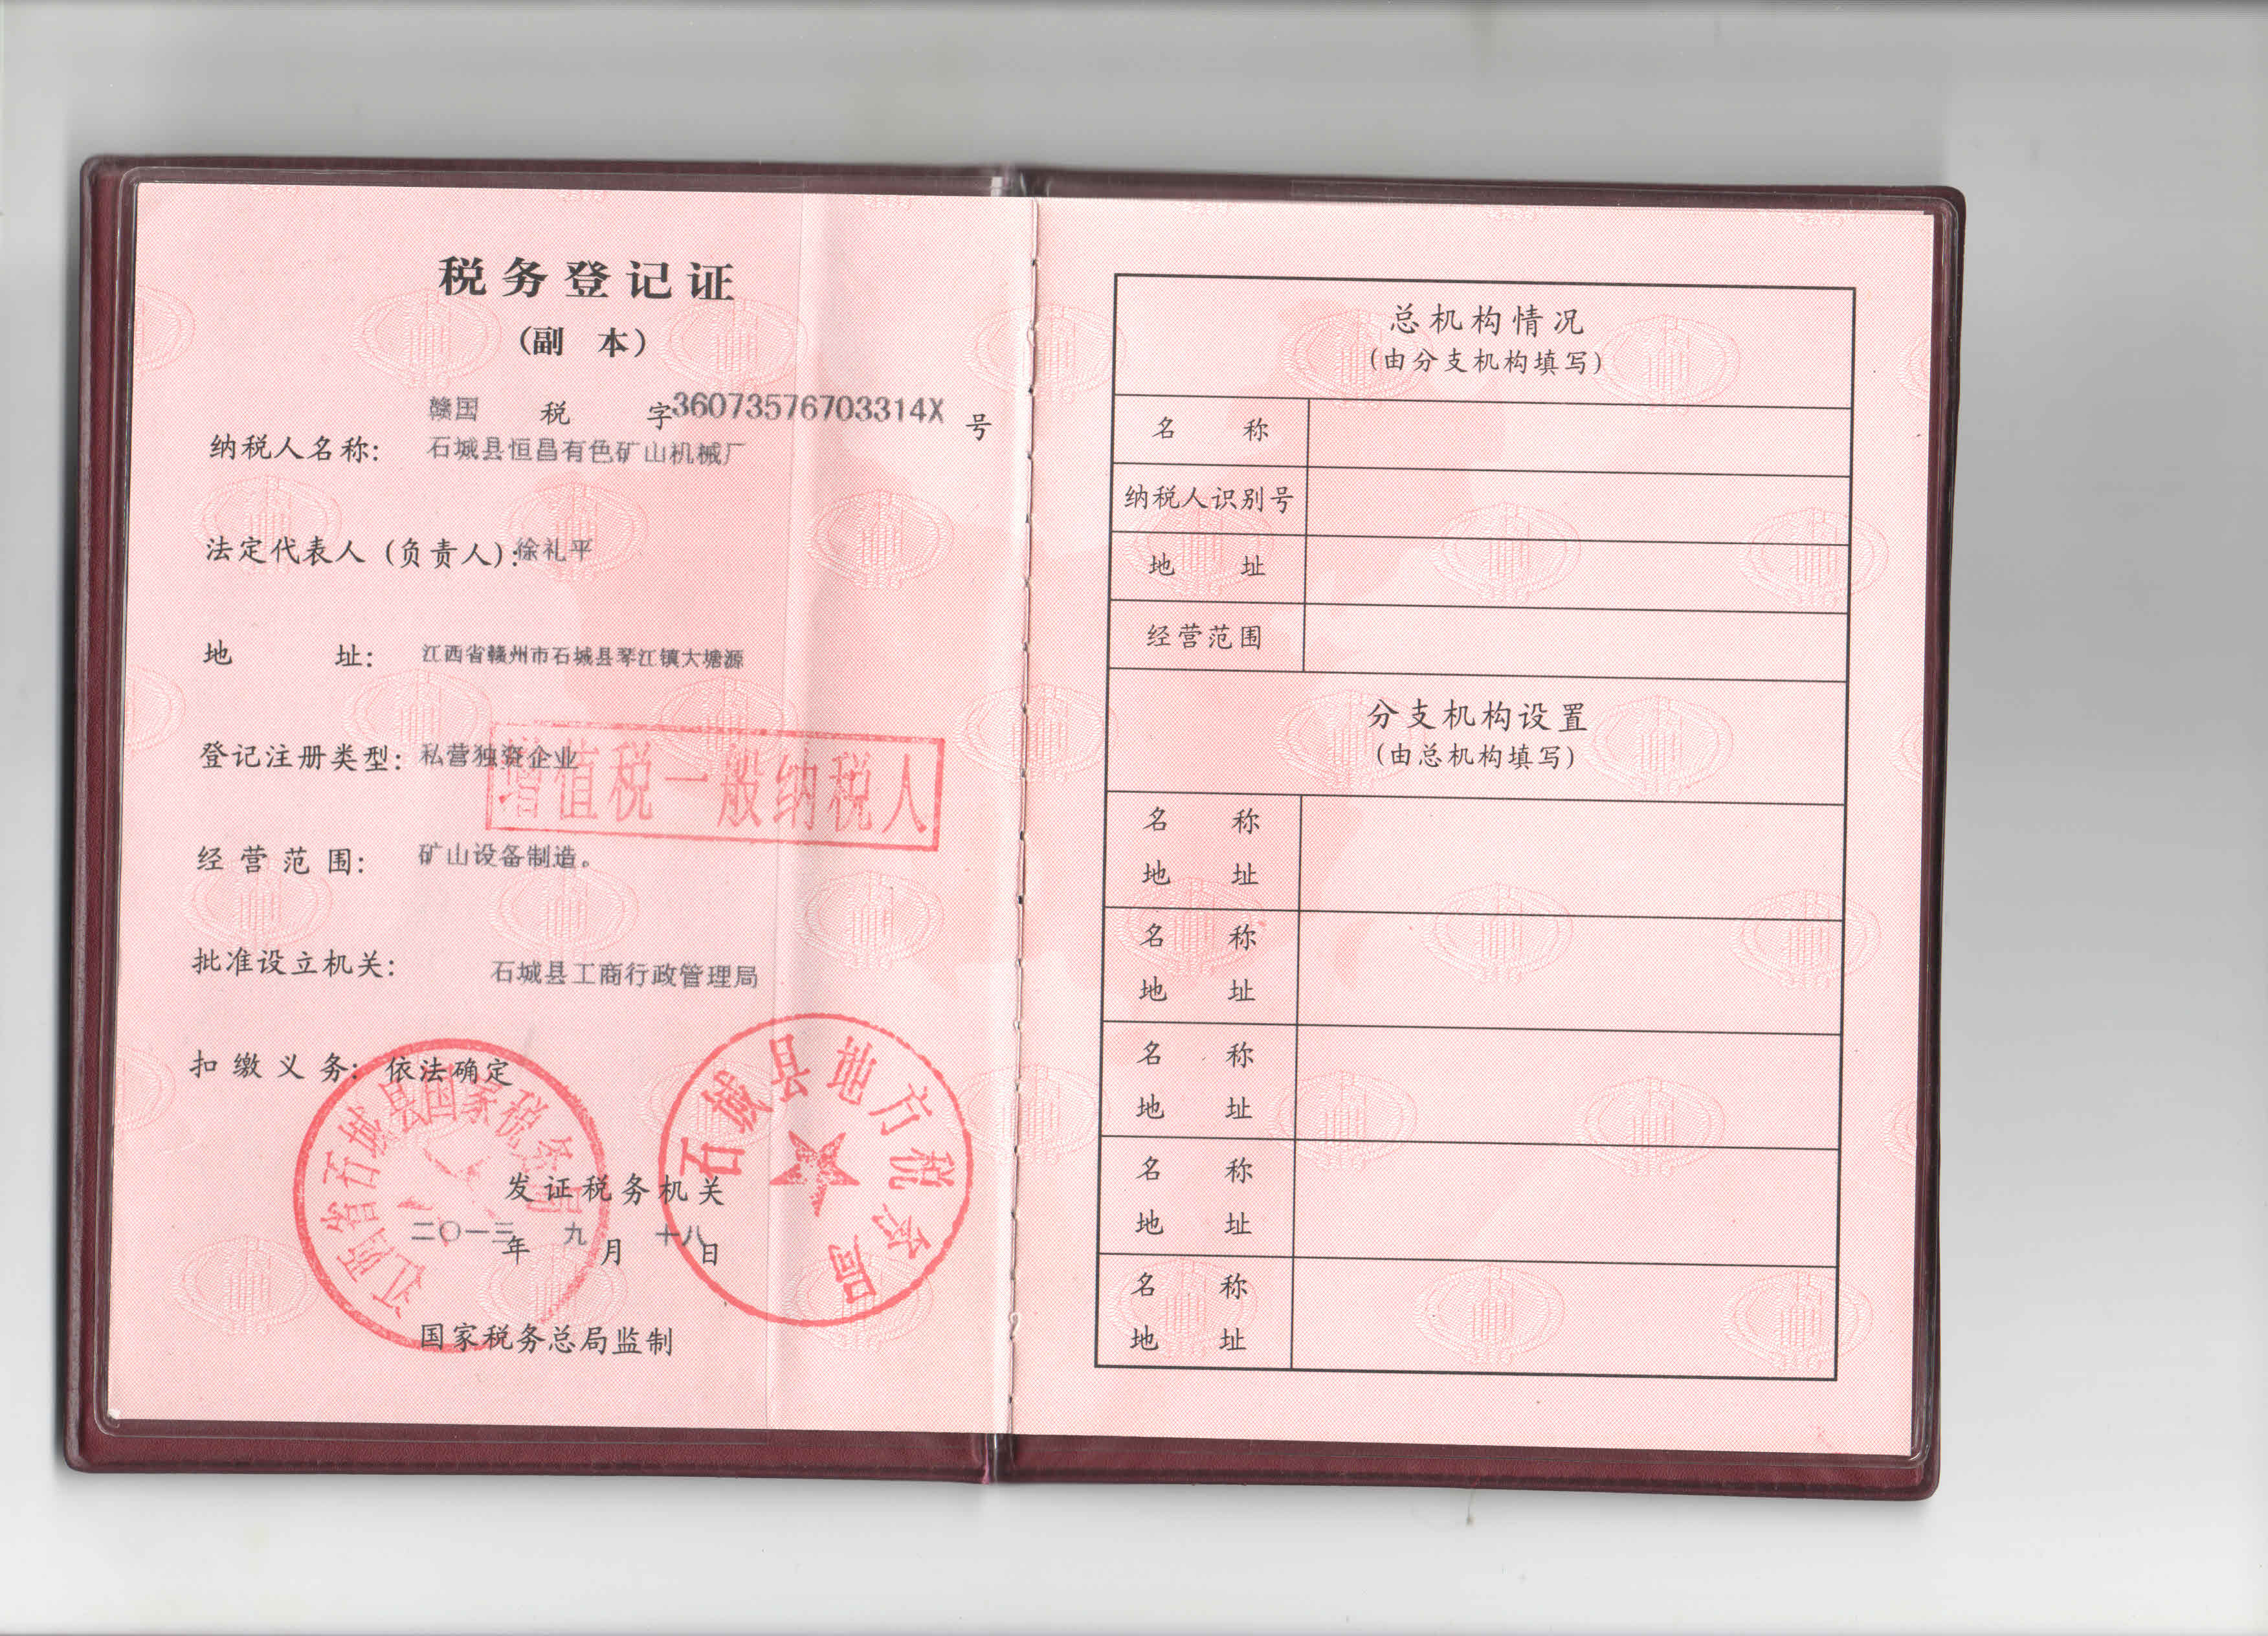 税务登记证
(副 本)
赣国 税 字36073576703314X 号
纳税人名称: 石城县恒昌有色矿山机械厂
法定代表人 (负责人): 徐礼平
地 址: 江西省赣州市石城县琴江镇大塘源
登记注册类型: 私营独资企业
增值税一般纳税人
经营范围: 矿山设备制造。
批准设立机关: 石城县工商行政管理局
扣缴义务: 依法确定
江西省石城县国家税务局
石城县地方税务局
发证税务机关
二〇一三年 九月 十八日
国家税务总局监制
总机构情况
(由分支机构填写)
名 称
纳税人识别号
地 址
经营范围
分支机构设置
(由总机构填写)
名 称
地 址
名 称
地 址
名 称
地 址
名 称
地 址
名 称
地 址